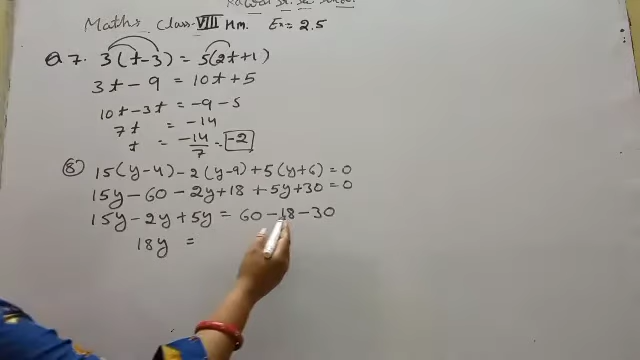 Maths Class-VIII Hm. Ex= 2.5
Q7. 3(t-3) = 5(2t+1)
3t - 9 = 10t + 5
10t - 3t = -9 - 5
7t = -14
t = -14/7 = -2
⑧ 15(y-4) - 2(y-9) + 5(y+6) = 0
15y - 60 - 2y + 18 + 5y + 30 = 0
15y - 2y + 5y = 60 - 18 - 30
18y =